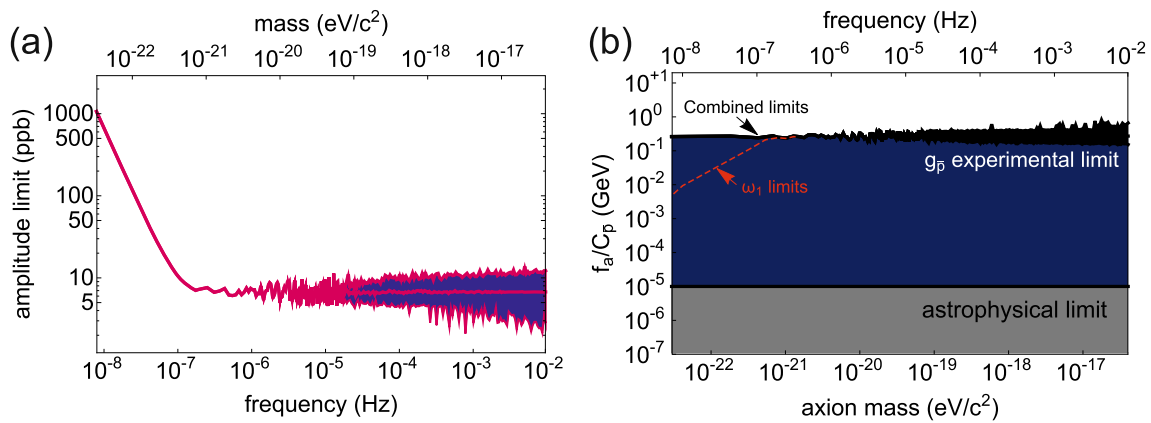 (a)
mass (eV/c²)
10⁻²² 10⁻²¹ 10⁻²⁰ 10⁻¹⁹ 10⁻¹⁸ 10⁻¹⁷
amplitude limit (ppb)
1000
500
100
50
10
5
10⁻⁸ 10⁻⁷ 10⁻⁶ 10⁻⁵ 10⁻⁴ 10⁻³ 10⁻²
frequency (Hz)
(b)
frequency (Hz)
10⁻⁸ 10⁻⁷ 10⁻⁶ 10⁻⁵ 10⁻⁴ 10⁻³ 10⁻²
fₐ/C_p̄ (GeV)
10⁺¹
10⁰
10⁻¹
10⁻²
10⁻³
10⁻⁴
10⁻⁵
10⁻⁶
10⁻⁷
Combined limits
g_p̄ experimental limit
ω₁ limits
astrophysical limit
10⁻²² 10⁻²¹ 10⁻²⁰ 10⁻¹⁹ 10⁻¹⁸ 10⁻¹⁷
axion mass (eV/c²)